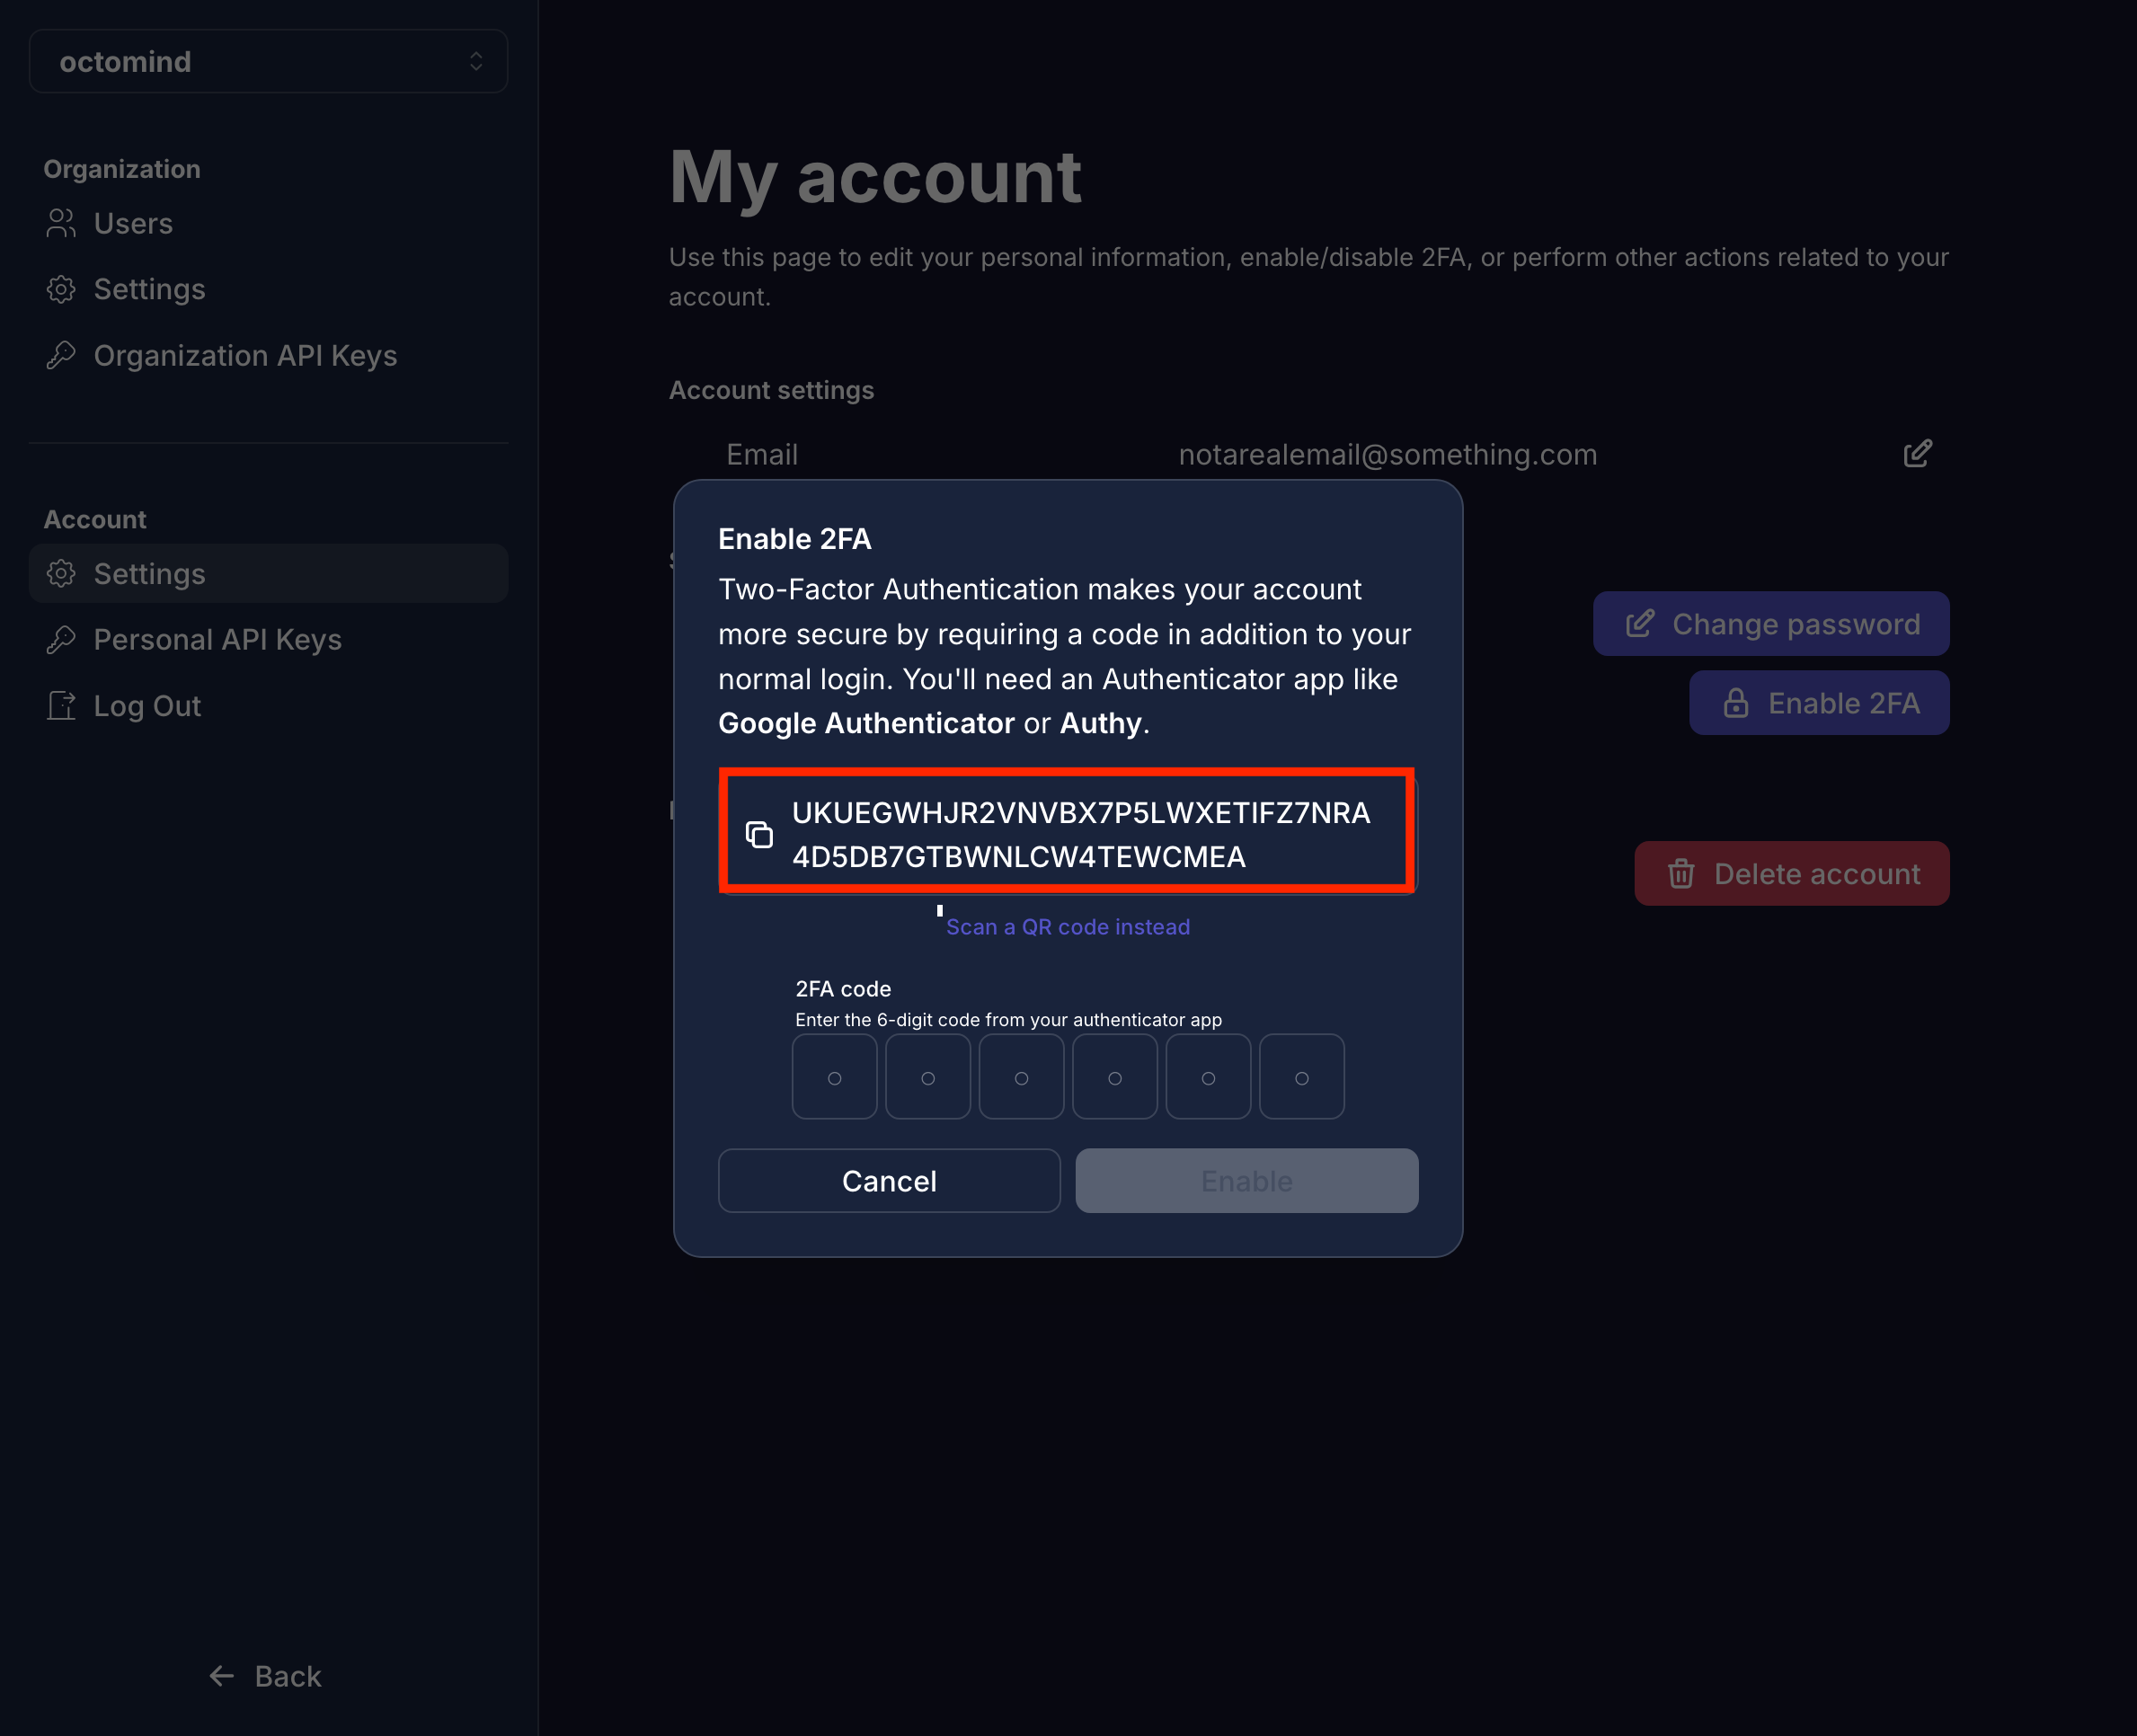 octomind
Organization
Users
Settings
Organization API Keys
Account
Settings
Personal API Keys
Log Out
Back
My account
Use this page to edit your personal information, enable/disable 2FA, or perform other actions related to your
account.
Account settings
Email notarealemail@something.com
Change password
Enable 2FA
Delete account
Enable 2FA
Two-Factor Authentication makes your account
more secure by requiring a code in addition to your
normal login. You'll need an Authenticator app like
Google Authenticator or Authy.
UKUEGWHJR2VNVBX7P5LWXETIFZ7NRA
4D5DB7GTBWNLCW4TEWCMEA
Scan a QR code instead
2FA code
Enter the 6-digit code from your authenticator app
Cancel
Enable